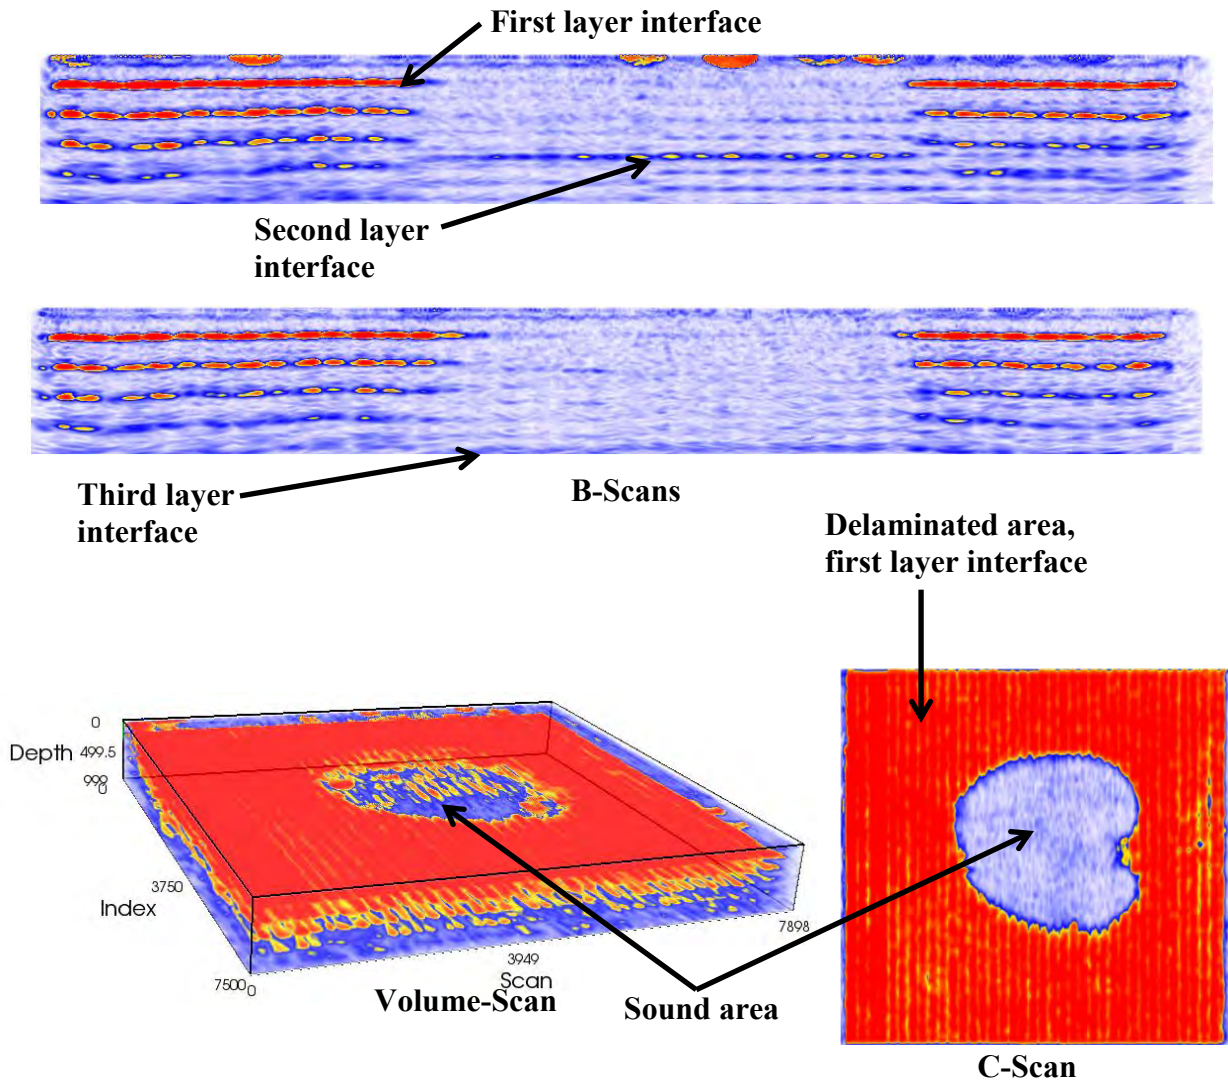 First layer interface
Second layer
interface
Third layer
interface
B-Scans
Delaminated area,
first layer interface
0
Depth
499.5
999
0
3750
Index
7500
0
3949
Scan
7898
Volume-Scan
Sound area
C-Scan